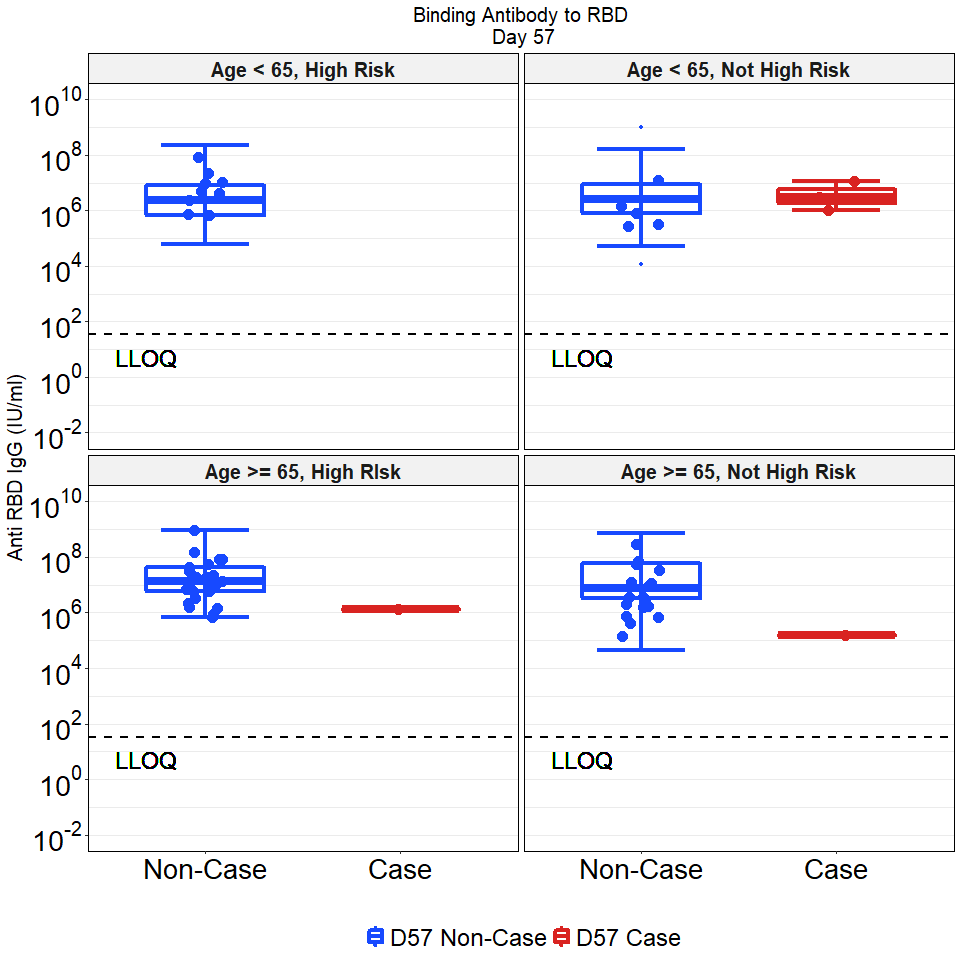 Binding Antibody to RBD
Day 57
Age < 65, High Risk
Age < 65, Not High Risk
10^10
10^8
10^6
10^4
10^2
10^0
10^-2
LLOQ
LLOQ
Anti RBD IgG (IU/ml)
Age >= 65, High RIsk
Age >= 65, Not High Risk
10^10
10^8
10^6
10^4
10^2
10^0
10^-2
LLOQ
LLOQ
Non-Case
Case
Non-Case
Case
D57 Non-Case
D57 Case